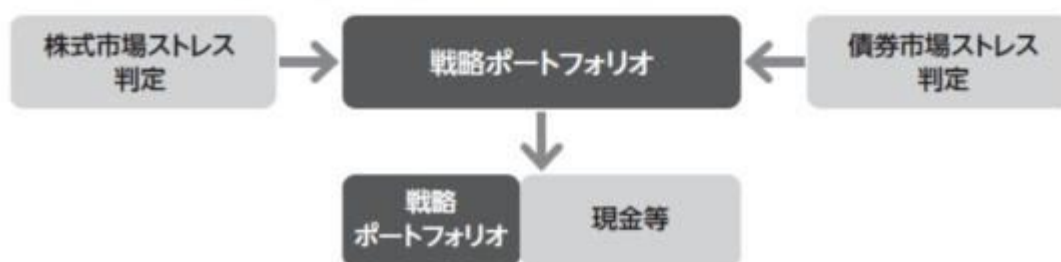 株式市場ストレス
判定
戦略ポートフォリオ
債券市場ストレス
判定
戦略
ポートフォリオ
現金等